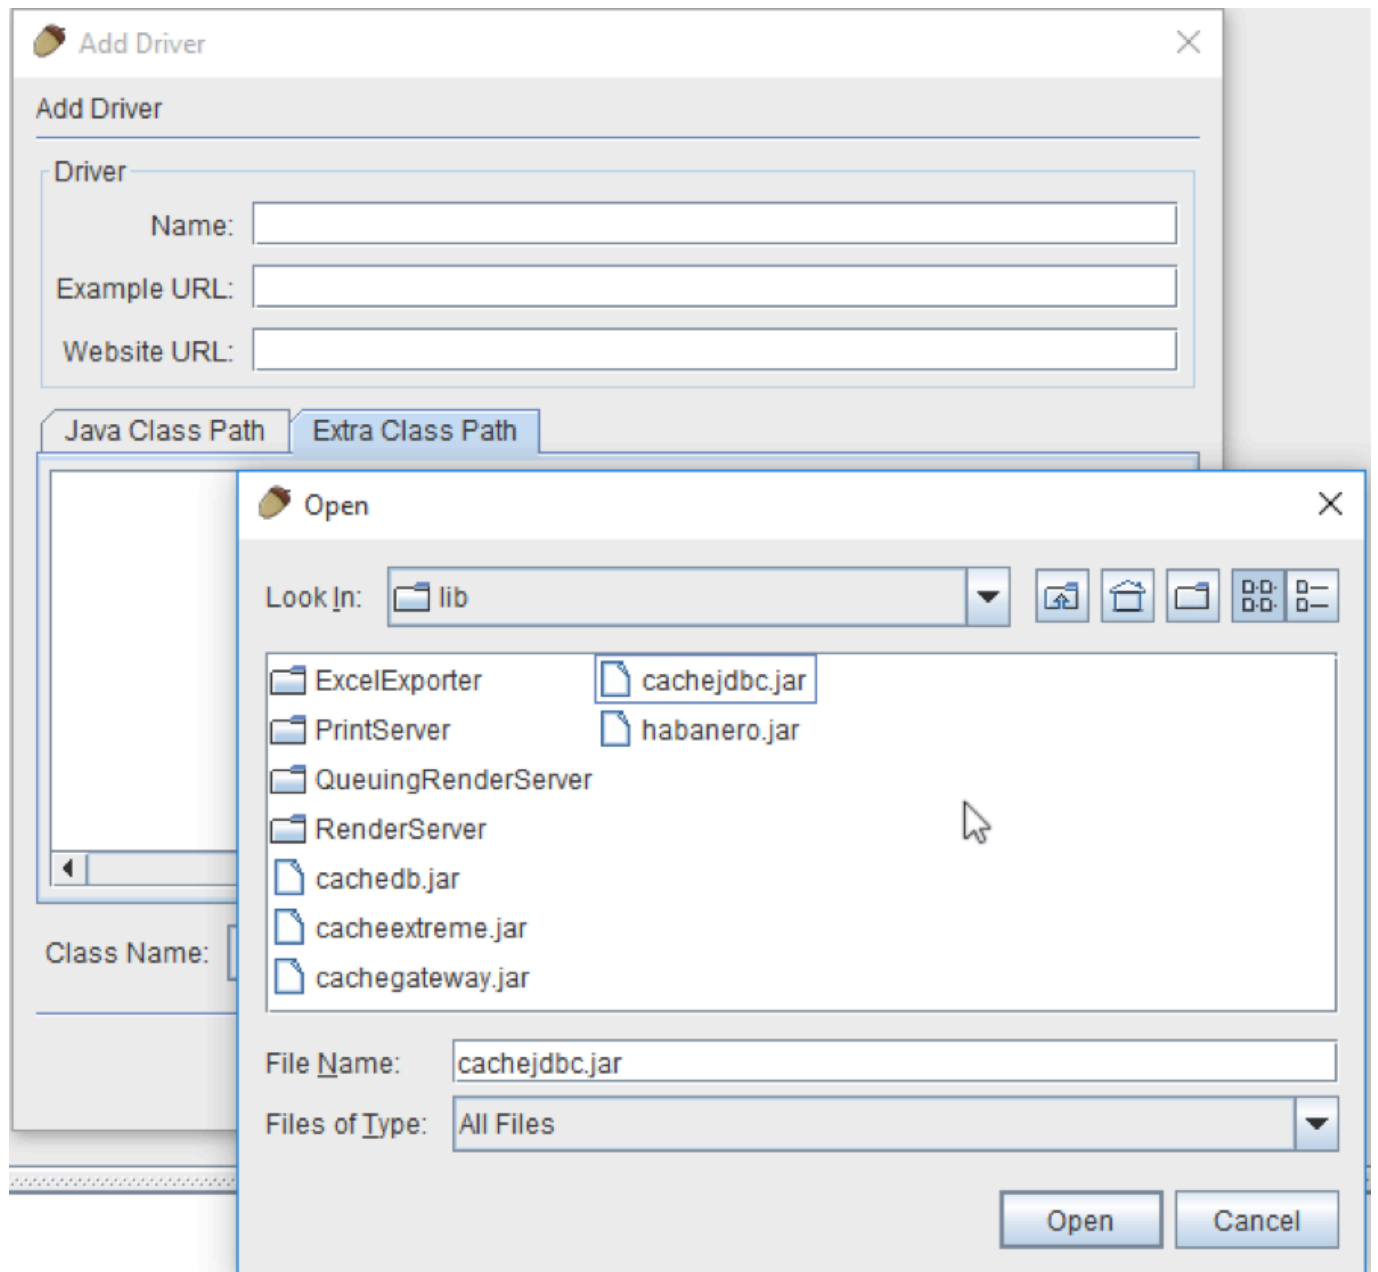 Add Driver
Add Driver
Driver
Name:
Example URL:
Website URL:
Java Class Path Extra Class Path
Open
Look In: lib
ExcelExporter cachejdbc.jar
PrintServer habanero.jar
QueuingRenderServer
RenderServer
cachedb.jar
cacheextreme.jar
Class Name:
cachegateway.jar
File Name: cachejdbc.jar
Files of Type: All Files
Open Cancel